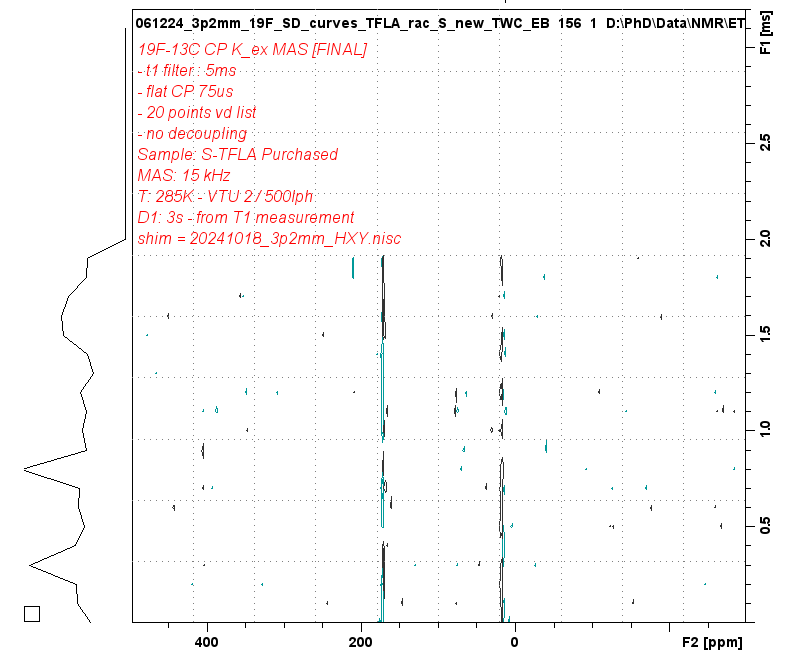 061224_3p2mm_19F_SD_curves_TFLA_rac_S_new_TWC_EB 156 1 D:\PhD\Data\NMR\ET
19F-13C CP K_ex MAS [FINAL]
- t1 filter : 5ms
- flat CP 75us
- 20 points vd list
- no decoupling
Sample: S-TFLA Purchased
MAS: 15 kHz
T: 285K - VTU 2 / 500lph
D1: 3s - from T1 measurement
shim = 20241018_3p2mm_HXY.nisc
F1 [ms]
2.5
2.0
1.5
1.0
0.5
400 200 0 F2 [ppm]